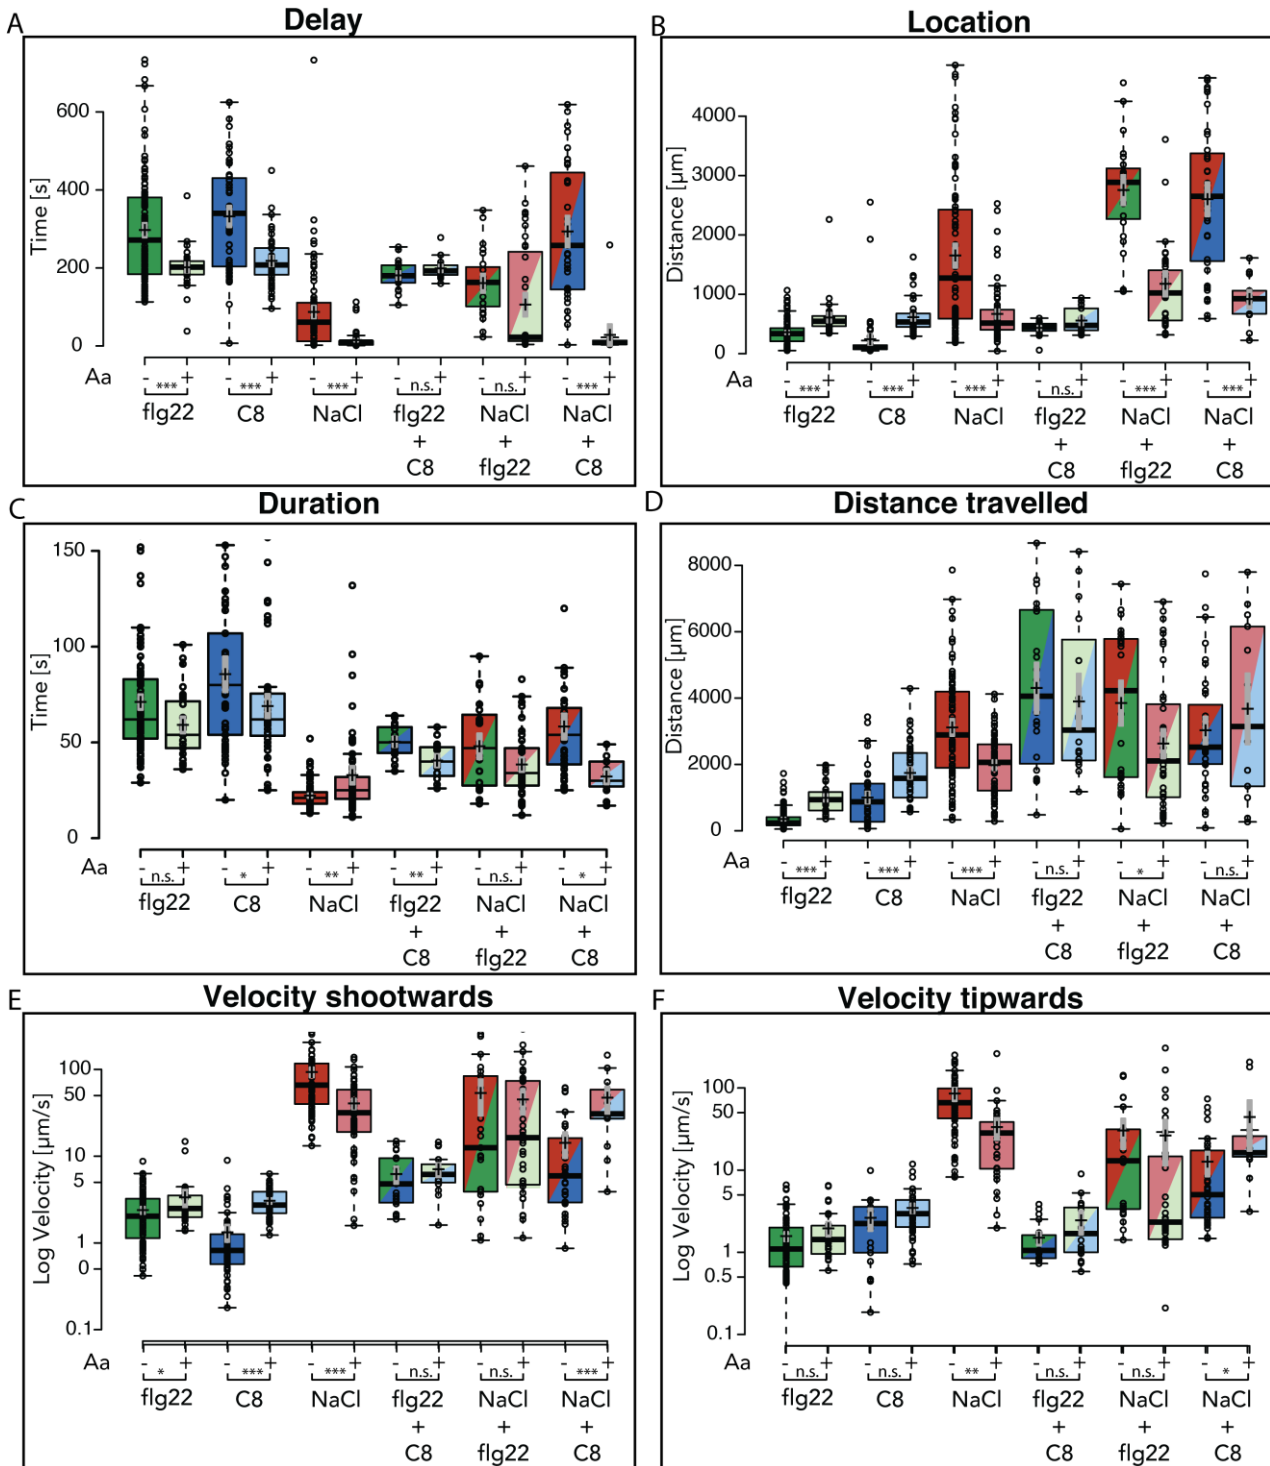 A Delay
Time [s]
600
400
200
0
Aa - + - + - + - + - + - +
*** *** *** n.s. n.s. ***
flg22 C8 NaCl flg22 NaCl NaCl
+ + +
C8 flg22 C8
B Location
Distance [µm]
4000
3000
2000
1000
0
Aa - + - + - + - + - + - +
*** *** *** n.s. *** ***
flg22 C8 NaCl flg22 NaCl NaCl
+ + +
C8 flg22 C8
C Duration
Time [s]
150
100
50
0
Aa - + - + - + - + - + - +
n.s. * ** ** n.s. *
flg22 C8 NaCl flg22 NaCl NaCl
+ + +
C8 flg22 C8
D Distance travelled
Distance [µm]
8000
6000
4000
2000
0
Aa - + - + - + - + - + - +
*** *** *** n.s. * n.s.
flg22 C8 NaCl flg22 NaCl NaCl
+ + +
C8 flg22 C8
E Velocity shootwards
Log Velocity [µm/s]
100
50
10
5
1
0
0.1
Aa - + - + - + - + - + - +
* *** *** n.s. n.s. ***
flg22 C8 NaCl flg22 NaCl NaCl
+ + +
C8 flg22 C8
F Velocity tipwards
Log Velocity [µm/s]
100
50
10
5
1
0.5
0.1
Aa - + - + - + - + - + - +
n.s. n.s. ** n.s. n.s. *
flg22 C8 NaCl flg22 NaCl NaCl
+ + +
C8 flg22 C8